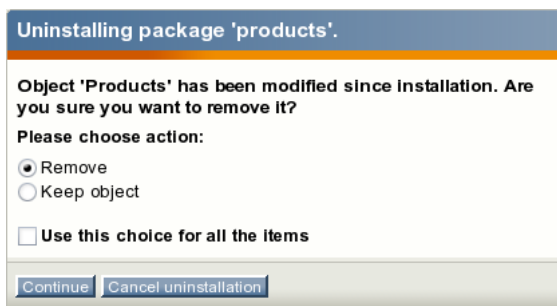 Uninstalling package 'products'.
Object 'Products' has been modified since installation. Are
you sure you want to remove it?
Please choose action:
Remove
Keep object
Use this choice for all the items
Continue Cancel uninstallation